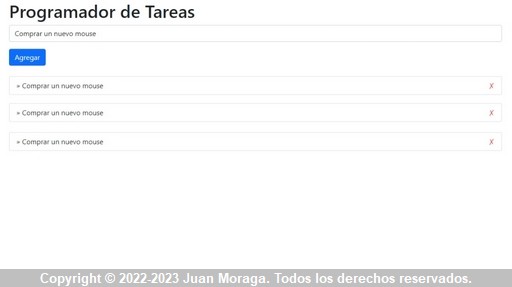 Programador de Tareas
Comprar un nuevo mouse
Agregar
» Comprar un nuevo mouse ✗
» Comprar un nuevo mouse ✗
» Comprar un nuevo mouse ✗
Copyright © 2022-2023 Juan Moraga. Todos los derechos reservados.